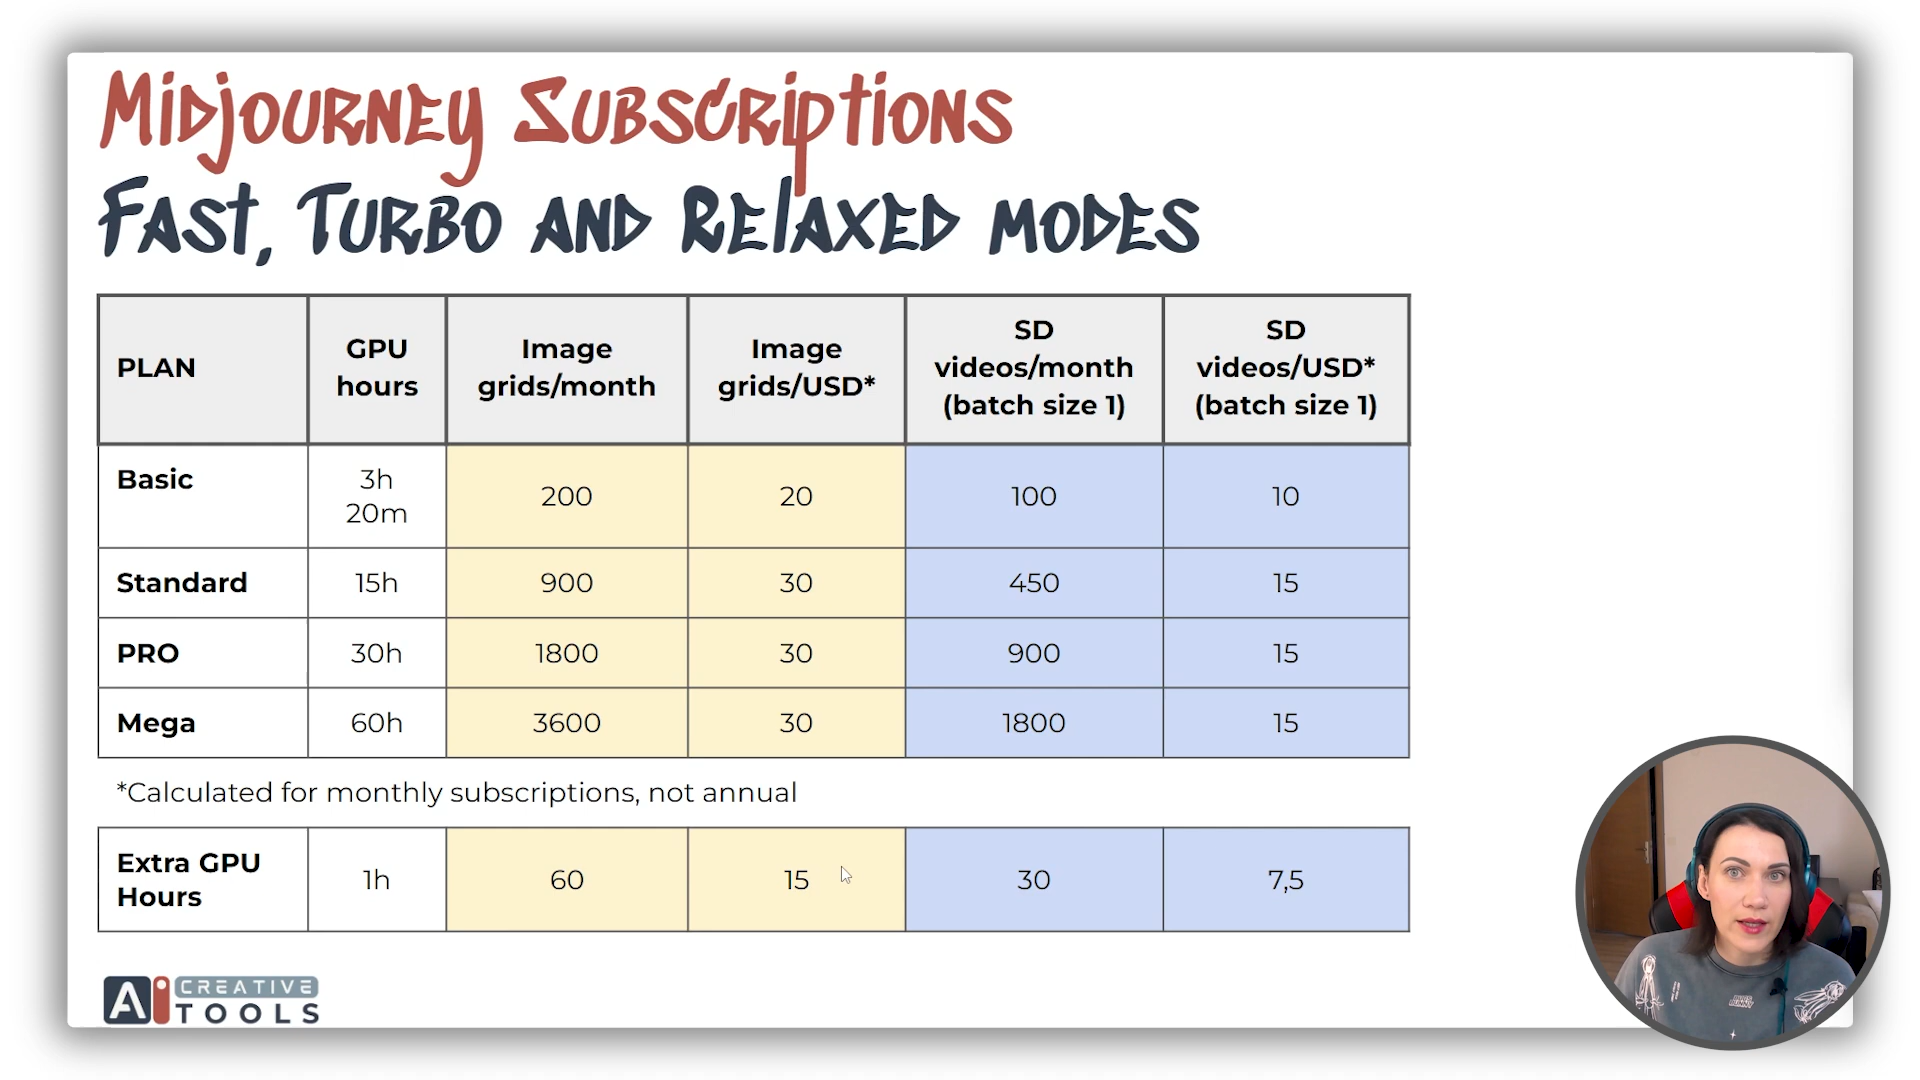 Midjourney Subscriptions
Fast, Turbo and Relaxed modes
PLAN
GPU
hours
Image
grids/month
Image
grids/USD*
SD
videos/month
(batch size 1)
SD
videos/USD*
(batch size 1)
Basic
3h
20m
200
20
100
10
Standard
15h
900
30
450
15
PRO
30h
1800
30
900
15
Mega
60h
3600
30
1800
15
*Calculated for monthly subscriptions, not annual
Extra GPU
Hours
1h
60
15
30
7,5
Ai CREATIVE
TOOLS